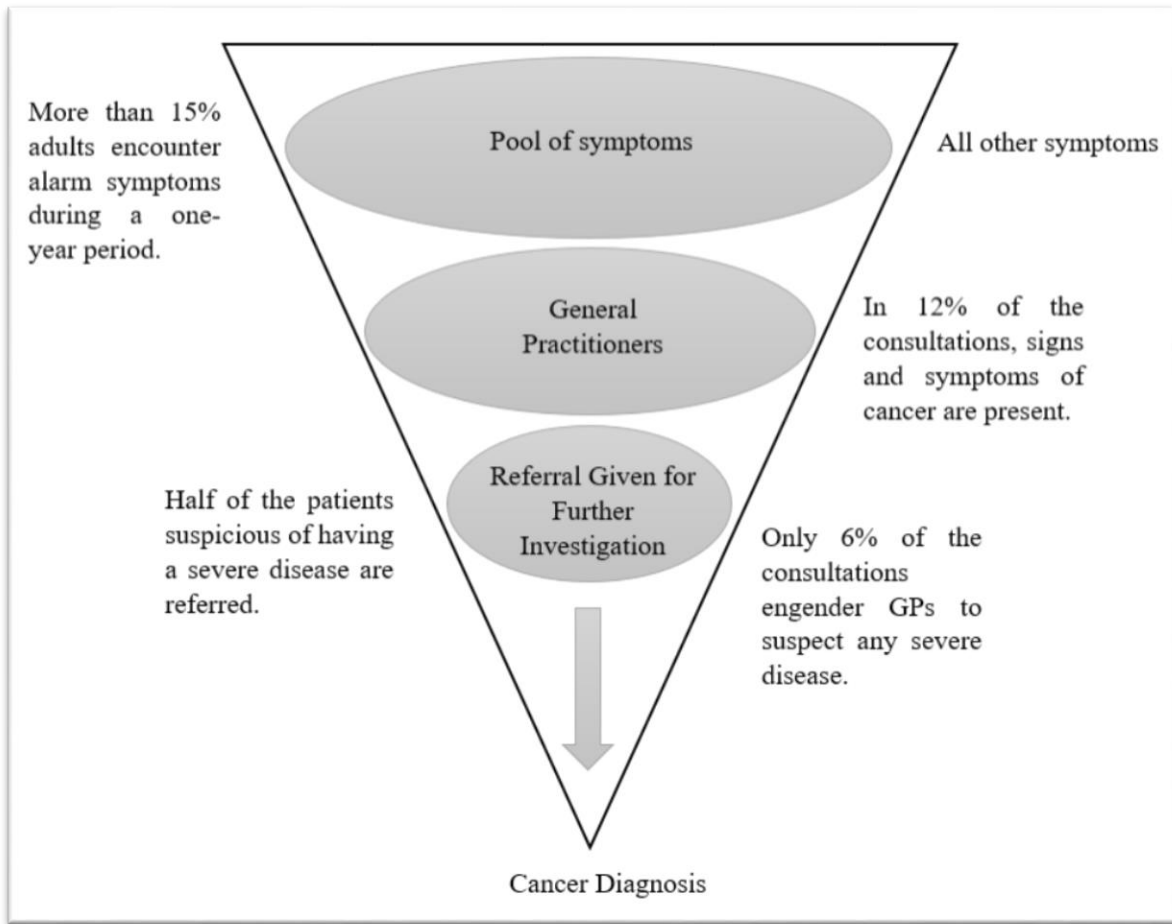 More than 15%
adults encounter
alarm symptoms
during a one-
year period.
Pool of symptoms
All other symptoms
General
Practitioners
In 12% of the
consultations, signs
and symptoms of
cancer are present.
Half of the patients
suspicious of having
a severe disease are
referred.
Referral Given for
Further
Investigation
Only 6% of the
consultations
engender GPs to
suspect any severe
disease.
Cancer Diagnosis